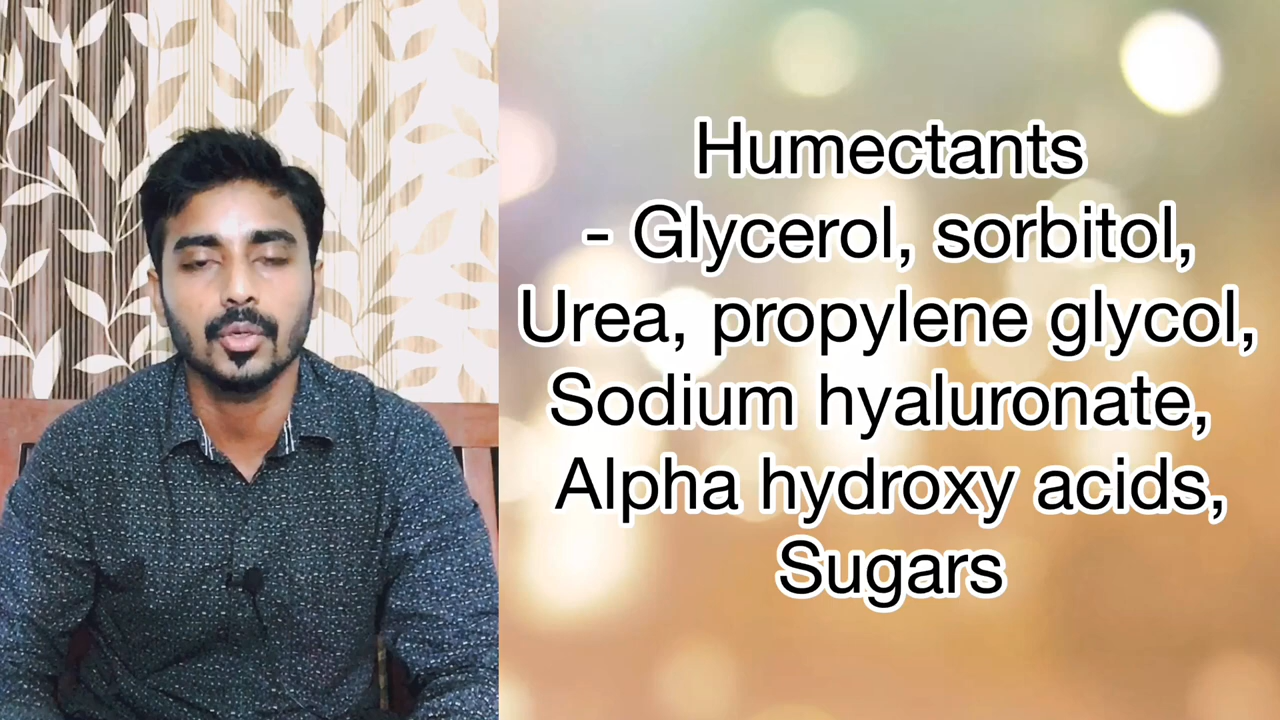 Humectants
- Glycerol, sorbitol,
Urea, propylene glycol,
Sodium hyaluronate,
Alpha hydroxy acids,
Sugars